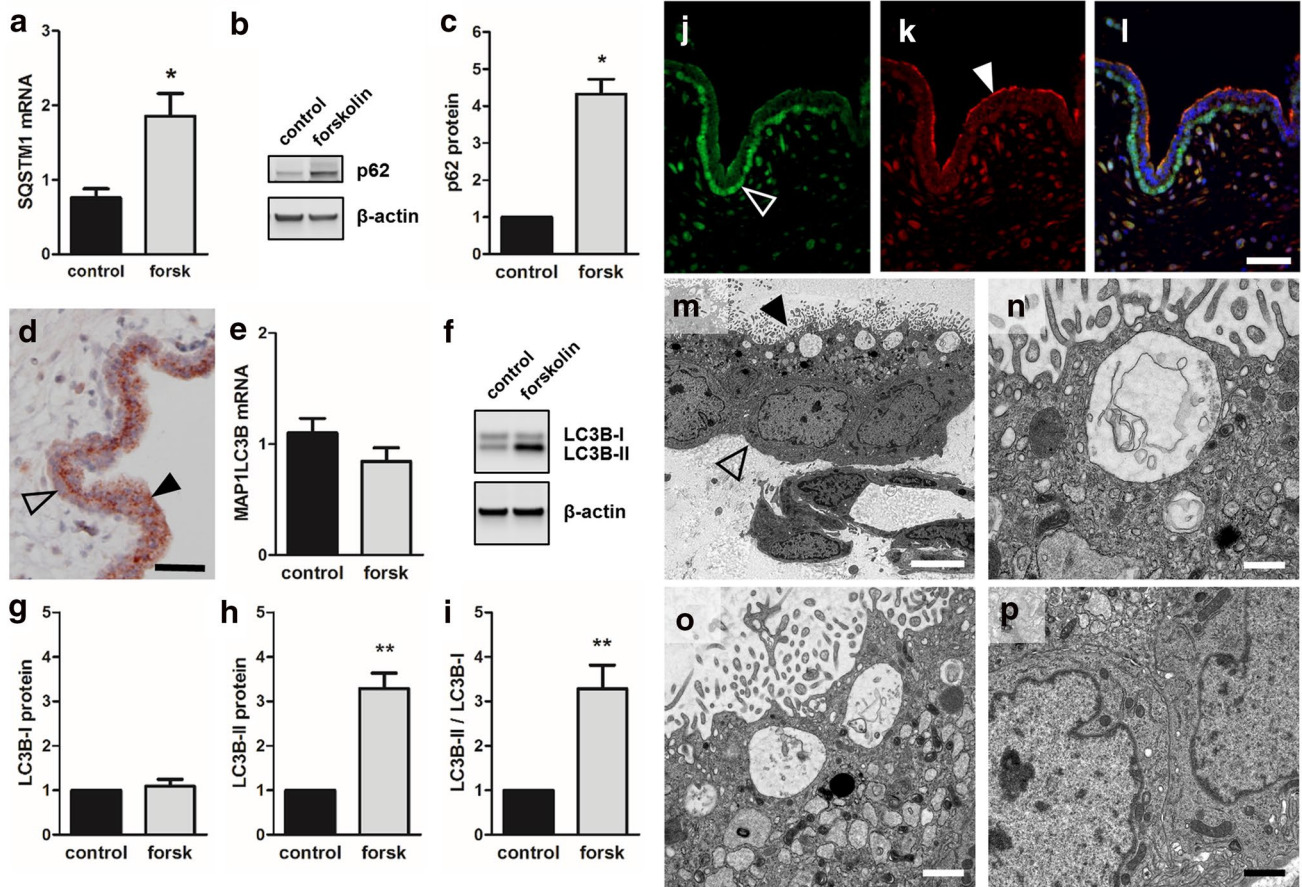 a
SQSTM1 mRNA
3
2
1
0
*
control forsk
b
control
forskolin
p62
β-actin
c
p62 protein
6
5
4
3
2
1
0
*
control forsk
d
e
MAP1LC3B mRNA
2
1
0
control forsk
f
control
forskolin
LC3B-I
LC3B-II
β-actin
g
LC3B-I protein
5
4
3
2
1
0
control forsk
h
LC3B-II protein
5
4
3
2
1
0
**
control forsk
i
LC3B-II / LC3B-I
5
4
3
2
1
0
**
control forsk
j
k
l
m
n
o
p